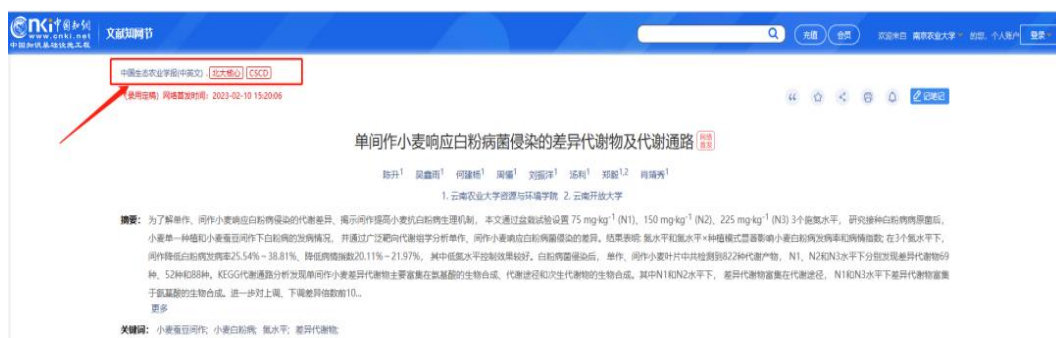 cnki 中国知网
www.cnki.net
中国知识基础设施工程
文献知网节
充值
会员
欢迎来自 南京农业大学 的您, 个人账户
登录
中国生态农业学报(中英文) . 北大核心 CSCD
(录用定稿) 网络首发时间: 2023-02-10 15:20:06
记笔记
单间作小麦响应白粉病菌侵染的差异代谢物及代谢通路 网络首发
陈升1 吴鑫雨1 何建杨1 周俪1 刘振洋1 汤利1 郑毅1,2 肖靖秀1
1. 云南农业大学资源与环境学院 2. 云南开放大学
摘要: 为了解单作、间作小麦响应白粉病侵染的代谢差异, 揭示间作提高小麦抗白粉病生理机制, 本文通过盆栽试验设置 75 mg·kg-1 (N1)、150 mg·kg-1 (N2)、225 mg·kg-1 (N3) 3个施氮水平, 研究接种白粉病病原菌后,
小麦单一种植和小麦蚕豆间作下白粉病的发病情况, 并通过广泛靶向代谢组学分析单作、间作小麦响应白粉病菌侵染的差异。结果表明: 氮水平和氮水平×种植模式显著影响小麦白粉病发病率和病情指数; 在3个氮水平下,
间作降低白粉病发病率25.54%~38.81%、降低病情指数20.11%~21.97%, 其中低氮水平控制效果较好。白粉病菌侵染后, 单作、间作小麦叶片中共检测到822种代谢产物, N1、N2和N3水平下分别发现差异代谢物69
种、52种和88种。KEGG代谢通路分析发现单间作小麦差异代谢物主要富集在氨基酸的生物合成、代谢途径和次生代谢物的生物合成。其中N1和N2水平下, 差异代谢物富集在代谢途径, N1和N3水平下差异代谢物富集
于氨基酸的生物合成。进一步对上调、下调差异倍数前10...
更多
关键词: 小麦蚕豆间作; 小麦白粉病; 氮水平; 差异代谢物;